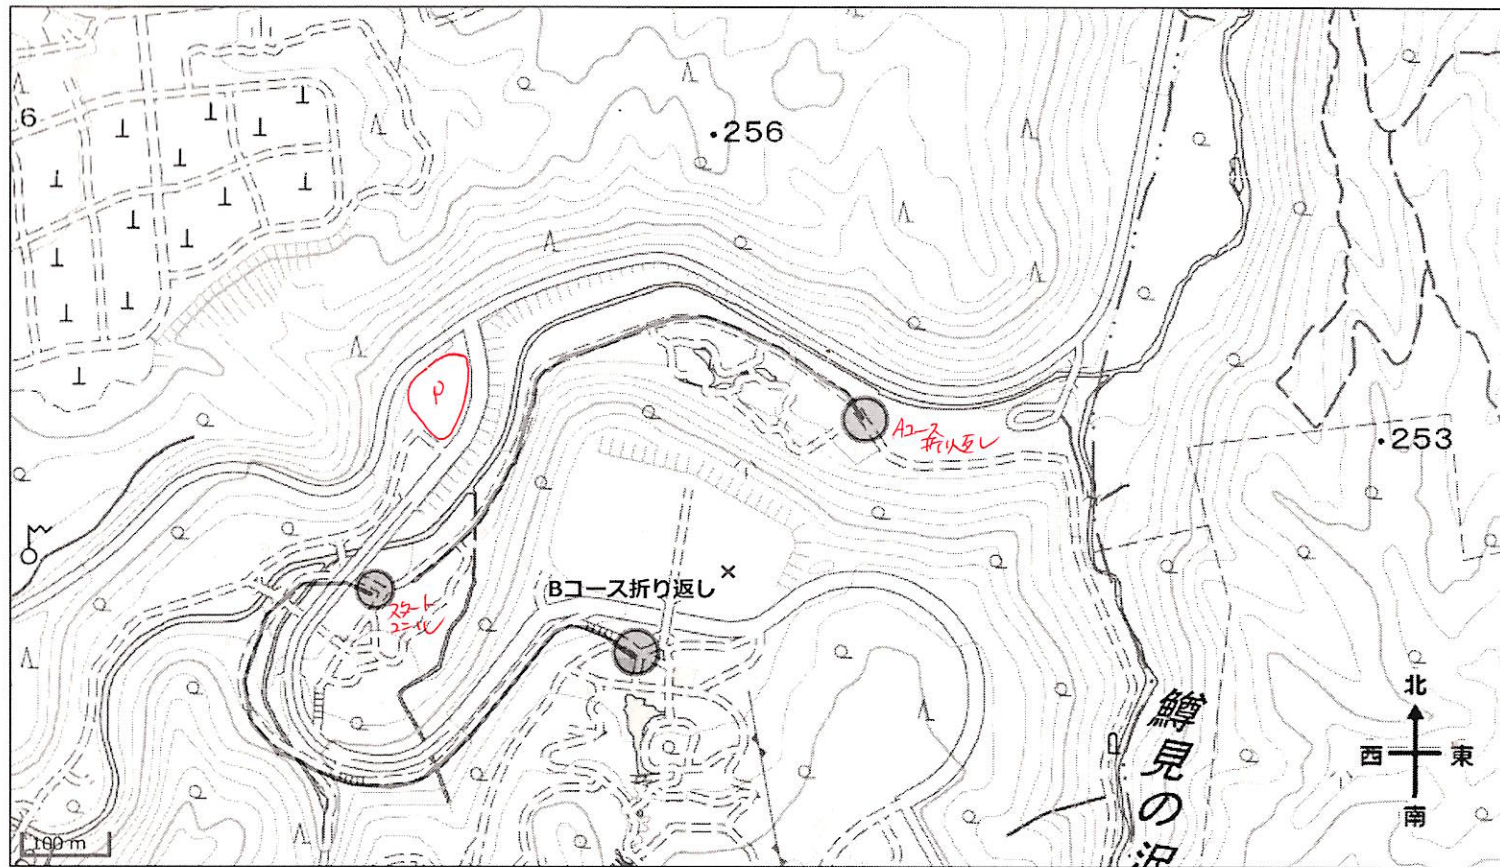 6
・256
P
Aコース
折り返し
・253
Bコース折り返し
スタート
ゴール
北
西
東
南
鱒見の沢
100 m